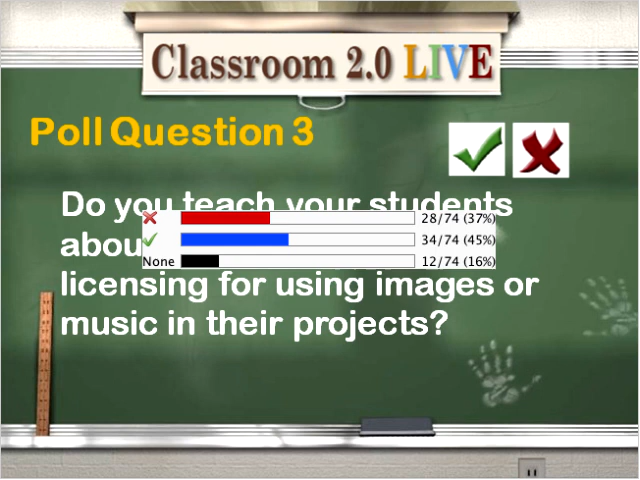 Classroom 2.0 LIVE
Poll Question 3
Do you teach your students
28/74 (37%)
34/74 (45%)
None 12/74 (16%)
licensing for using images or
music in their projects?